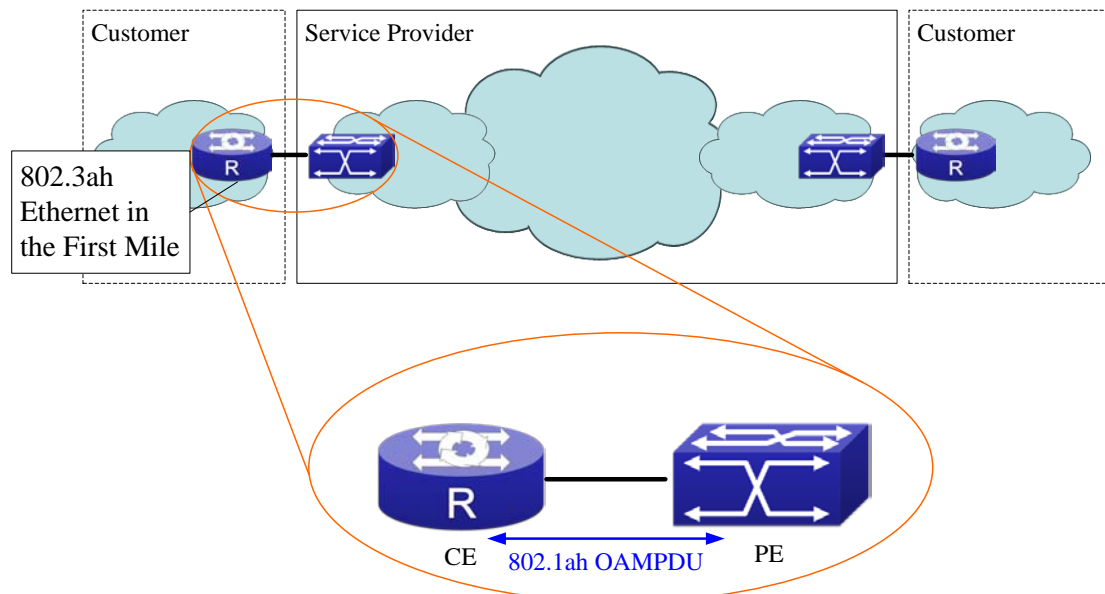 Customer
Service Provider
Customer
R
R
802.3ah
Ethernet in
the First Mile
R
CE
802.1ah OAMPDU
PE